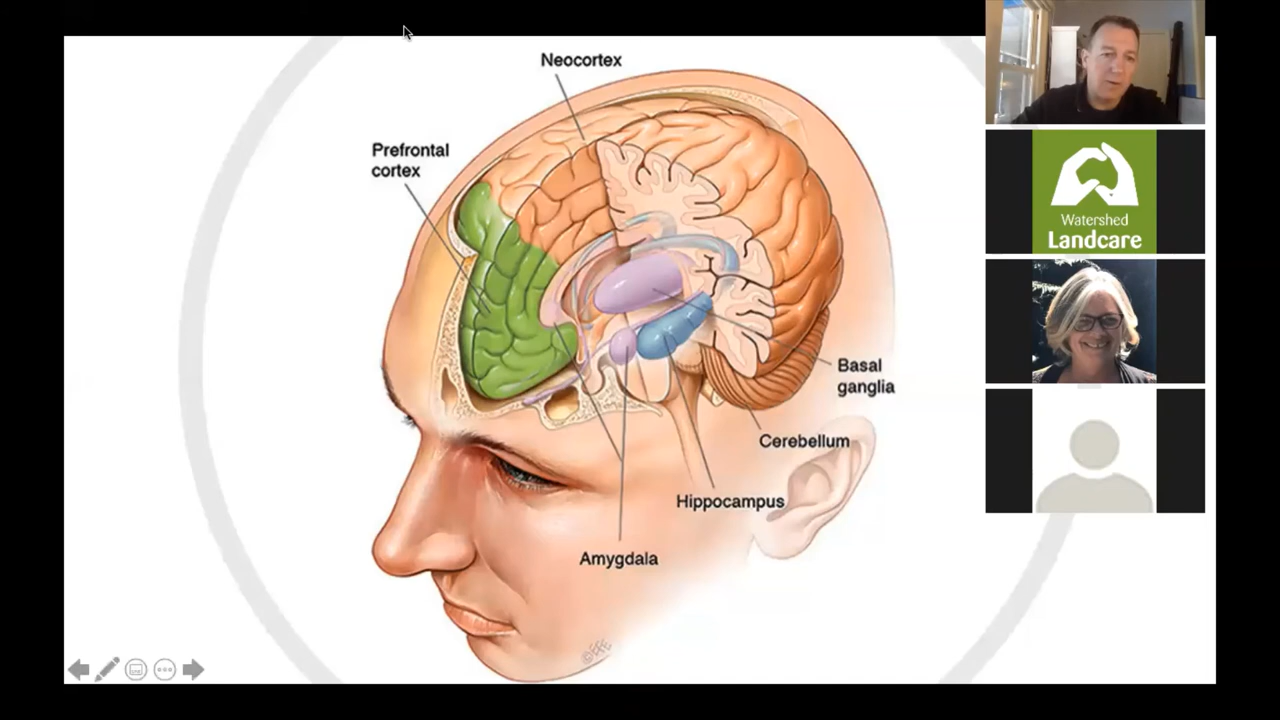 Neocortex
Prefrontal
cortex
Basal
ganglia
Cerebellum
Hippocampus
Amygdala
Watershed
Landcare